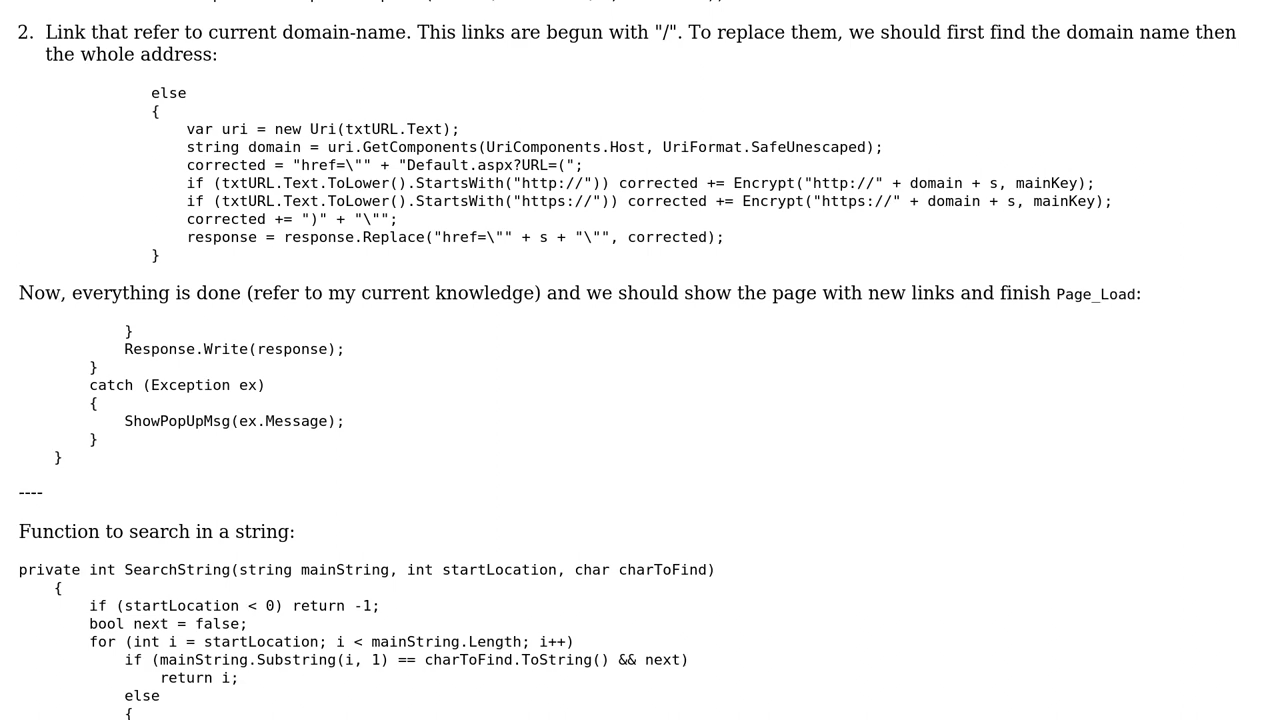 2. Link that refer to current domain-name. This links are begun with "/". To replace them, we should first find the domain name then
the whole address:
else
{
var uri = new Uri(txtURL.Text);
string domain = uri.GetComponents(UriComponents.Host, UriFormat.SafeUnescaped);
corrected = "href=\"" + "Default.aspx?URL=(";
if (txtURL.Text.ToLower().StartsWith("http://")) corrected += Encrypt("http://" + domain + s, mainKey);
if (txtURL.Text.ToLower().StartsWith("https://")) corrected += Encrypt("https://" + domain + s, mainKey);
corrected += ")" + "\"";
response = response.Replace("href=\"" + s + "\"", corrected);
}
Now, everything is done (refer to my current knowledge) and we should show the page with new links and finish Page_Load:
}
Response.Write(response);
}
catch (Exception ex)
{
ShowPopUpMsg(ex.Message);
}
}
----
Function to search in a string:
private int SearchString(string mainString, int startLocation, char charToFind)
{
if (startLocation < 0) return -1;
bool next = false;
for (int i = startLocation; i < mainString.Length; i++)
if (mainString.Substring(i, 1) == charToFind.ToString() && next)
return i;
else
{